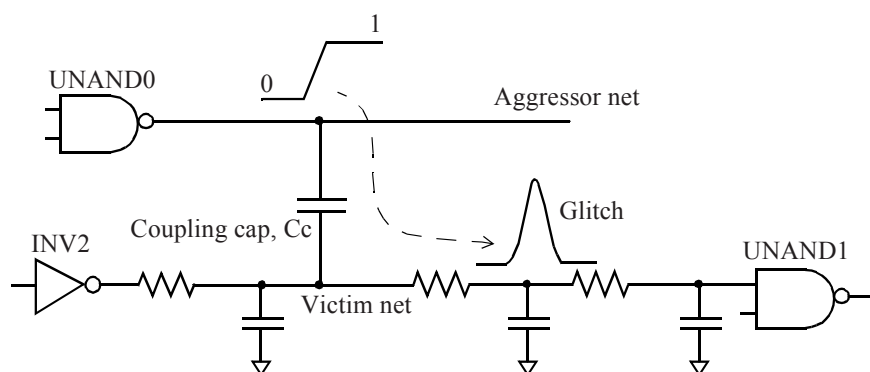 1
0
UNAND0
Aggressor net
Glitch
Coupling cap, Cc
INV2
UNAND1
Victim net